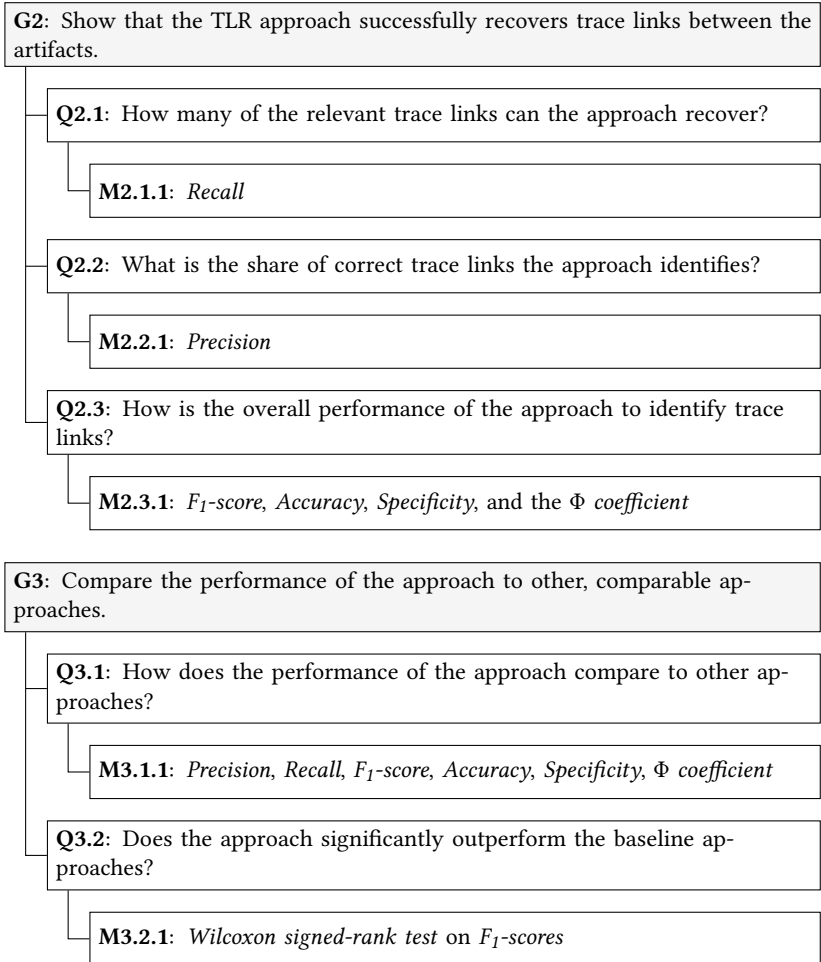 G2: Show that the TLR approach successfully recovers trace links between the
artifacts.
Q2.1: How many of the relevant trace links can the approach recover?
M2.1.1: Recall
Q2.2: What is the share of correct trace links the approach identifies?
M2.2.1: Precision
Q2.3: How is the overall performance of the approach to identify trace
links?
M2.3.1: F1-score, Accuracy, Specificity, and the Φ coefficient
G3: Compare the performance of the approach to other, comparable ap-
proaches.
Q3.1: How does the performance of the approach compare to other ap-
proaches?
M3.1.1: Precision, Recall, F1-score, Accuracy, Specificity, Φ coefficient
Q3.2: Does the approach significantly outperform the baseline ap-
proaches?
M3.2.1: Wilcoxon signed-rank test on F1-scores